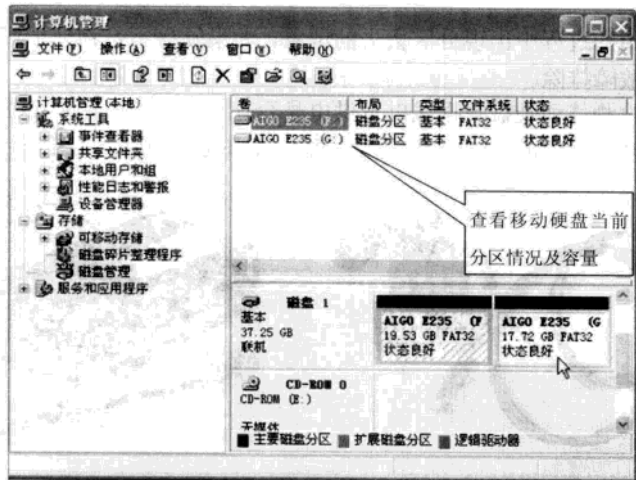 计算机管理
文件(F) 操作(A) 查看(V) 窗口(W) 帮助(H)
计算机管理(本地)
系统工具
事件查看器
共享文件夹
本地用户和组
性能日志和警报
设备管理器
存储
可移动存储
磁盘碎片整理程序
磁盘管理
服务和应用程序
卷 布局 类型 文件系统 状态
AIGO E235 (F:) 磁盘分区 基本 FAT32 状态良好
AIGO E235 (G:) 磁盘分区 基本 FAT32 状态良好
查看移动硬盘当前
分区情况及容量
磁盘 1
基本
37.25 GB
联机
AIGO E235 (F
19.53 GB FAT32
状态良好
AIGO E235 (G
17.72 GB FAT32
状态良好
CD-ROM 0
CD-ROM (E:)
无媒体
主要磁盘分区 扩展磁盘分区 逻辑驱动器